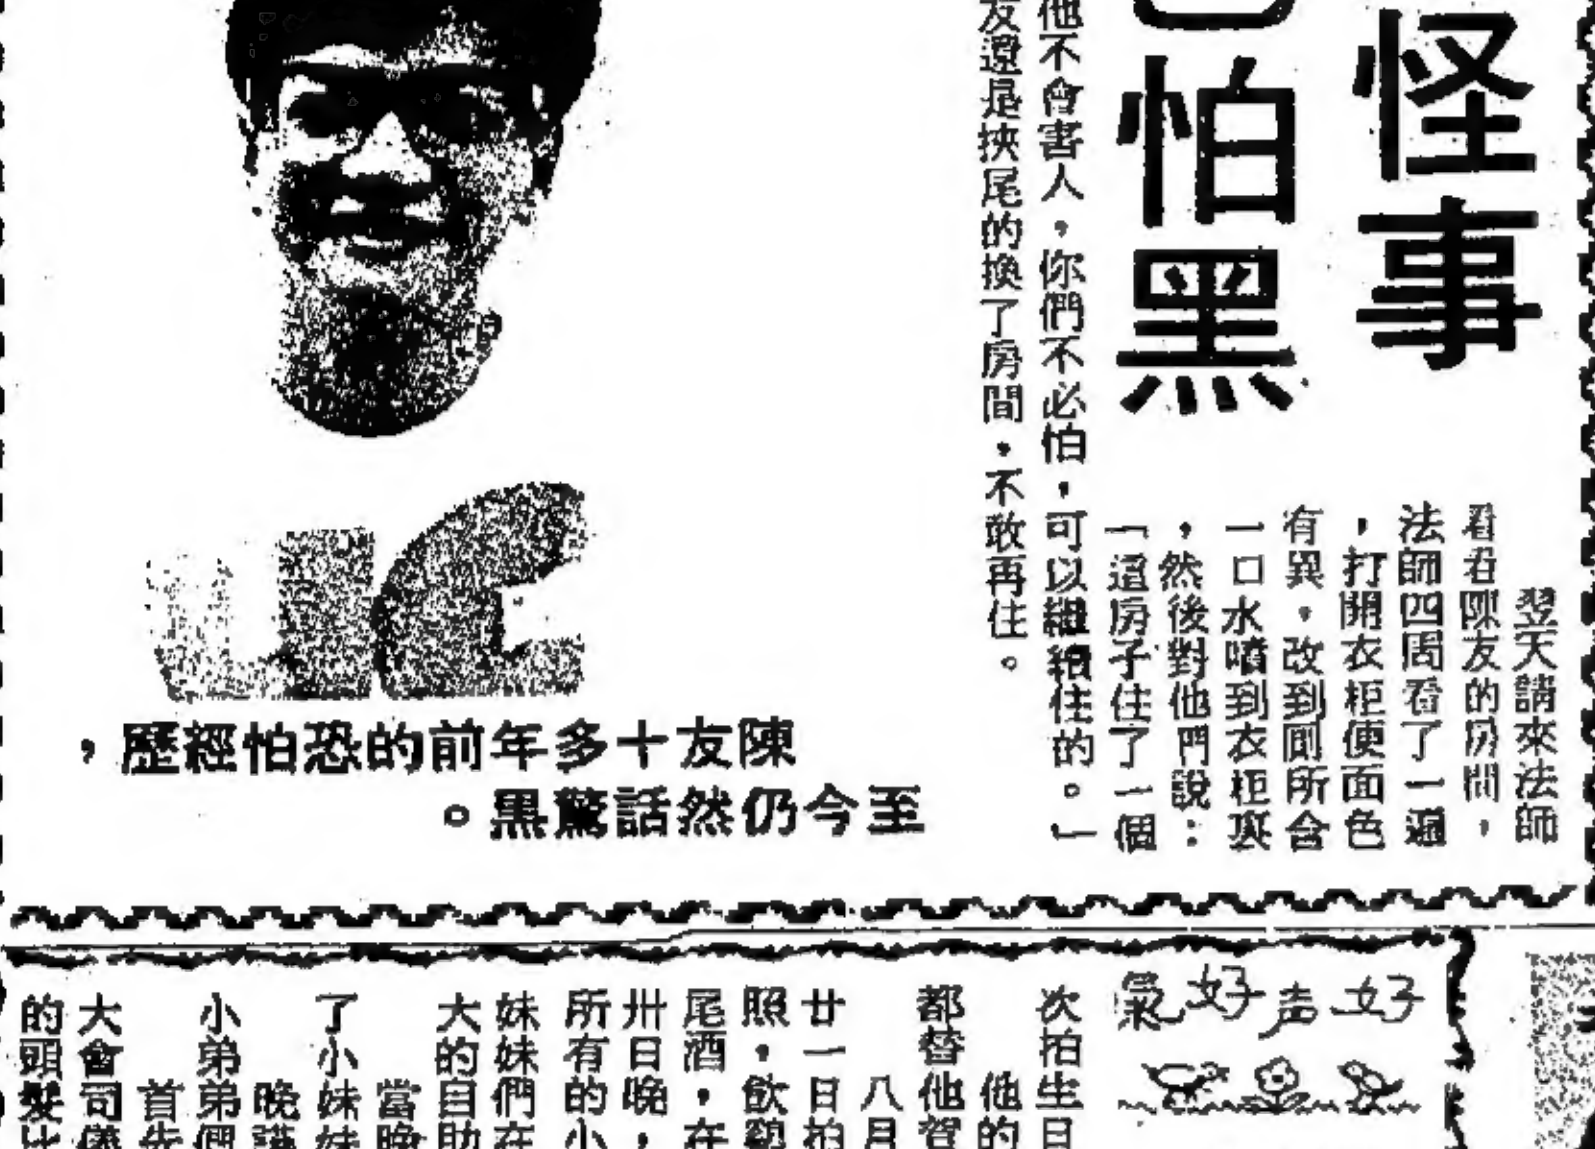 怪事
怕黑
翌天請來法師
看看陳友的房間，
法師四周看了一遍
，打開衣柜便面色
有異，改到厠所含
一口水噴到衣柜裏
，然後對他們說：
「這房子住了一個
他不會害人，你們不必怕，可以繼續住的。」
友還是挾尾的換了房間，不敢再住。
陳友十多年前的恐怕經歷，
至今仍然話驚黑。
好声好氣
次拍生日
他的
都替他賀
八月
廿一日拍
照，飲鷄
尾酒，在
卅日晚，
所有的小
妹妹們在
大的自助
當晚
了小妹妹
晚
小弟弟們
首先
大會司儀
的頭髮比